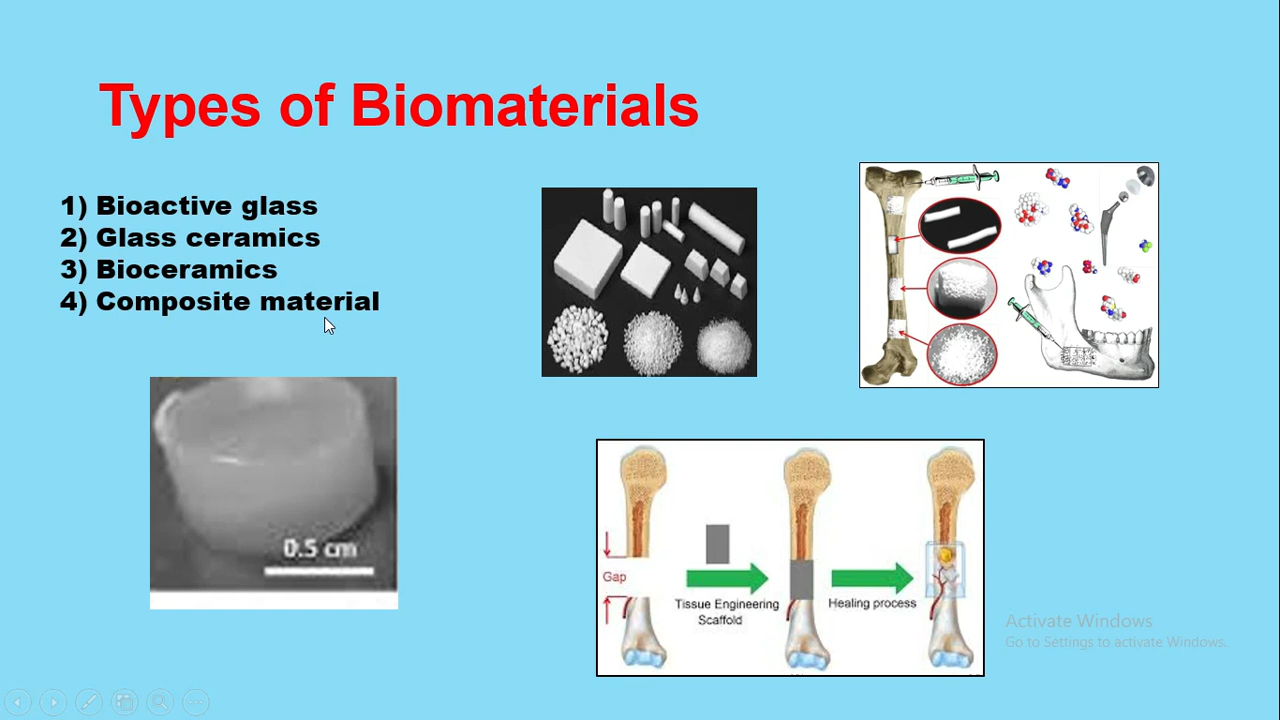 Types of Biomaterials
1) Bioactive glass
2) Glass ceramics
3) Bioceramics
4) Composite material
0.5 cm
Gap
Tissue Engineering
Scaffold
Healing process
Activate Windows
Go to Settings to activate Windows.